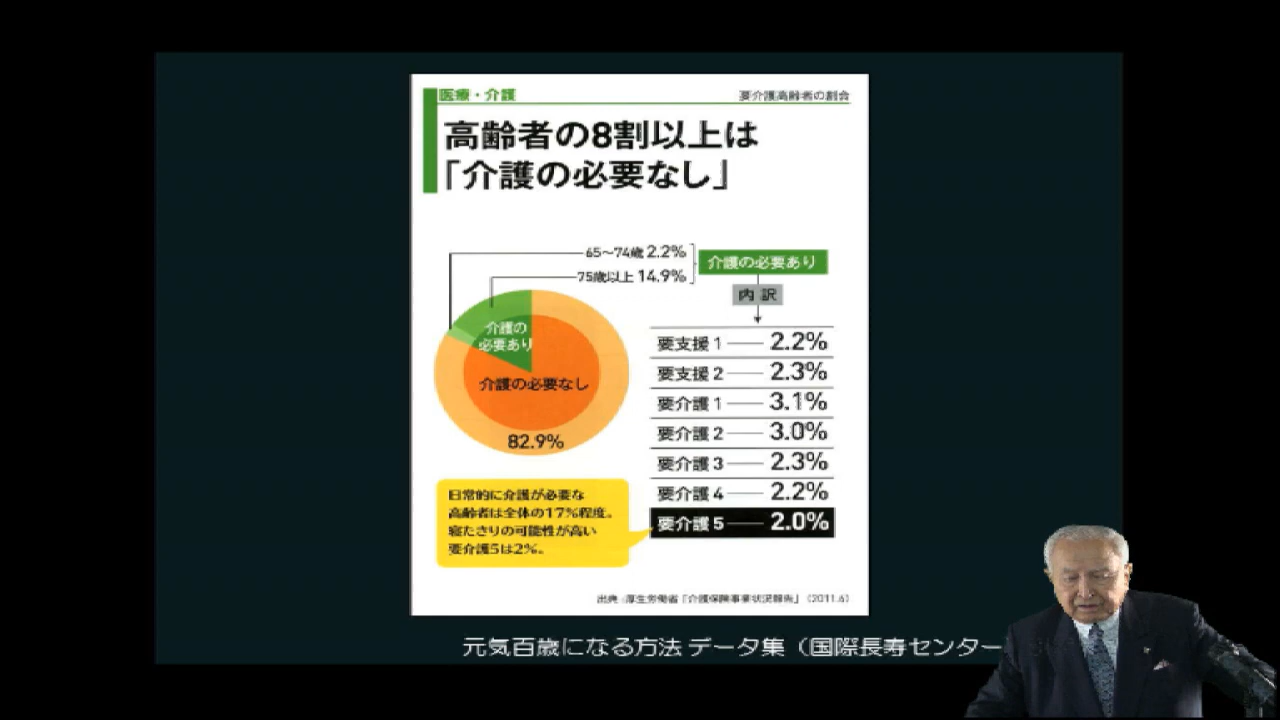 医療・介護
要介護高齢者の割合
高齢者の8割以上は
「介護の必要なし」
65〜74歳 2.2%
75歳以上 14.9%
介護の必要あり
内訳
介護の
必要あり
介護の必要なし
82.9%
要支援1 2.2%
要支援2 2.3%
要介護1 3.1%
要介護2 3.0%
要介護3 2.3%
要介護4 2.2%
要介護5 2.0%
日常的に介護が必要な
高齢者は全体の17%程度。
寝たきりの可能性が高い
要介護5は2%。
出典：厚生労働省「介護保険事業状況報告」（2011.6）
元気百歳になる方法 データ集（国際長寿センター